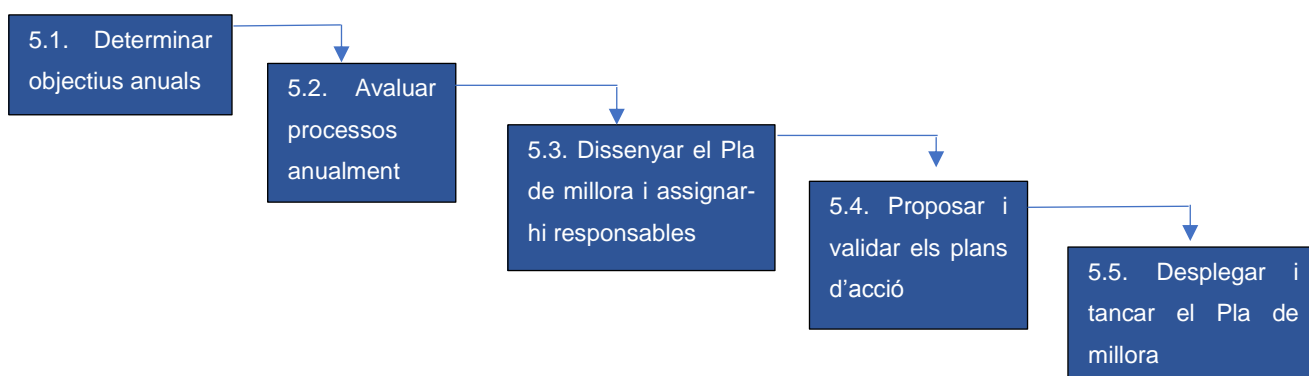 5.1. Determinar
objectius anuals
5.2. Avaluar
processos
anualment
5.3. Dissenyar el Pla
de millora i assignar-
hi responsables
5.4. Proposar i
validar els plans
d’acció
5.5. Desplegar i
tancar el Pla de
millora